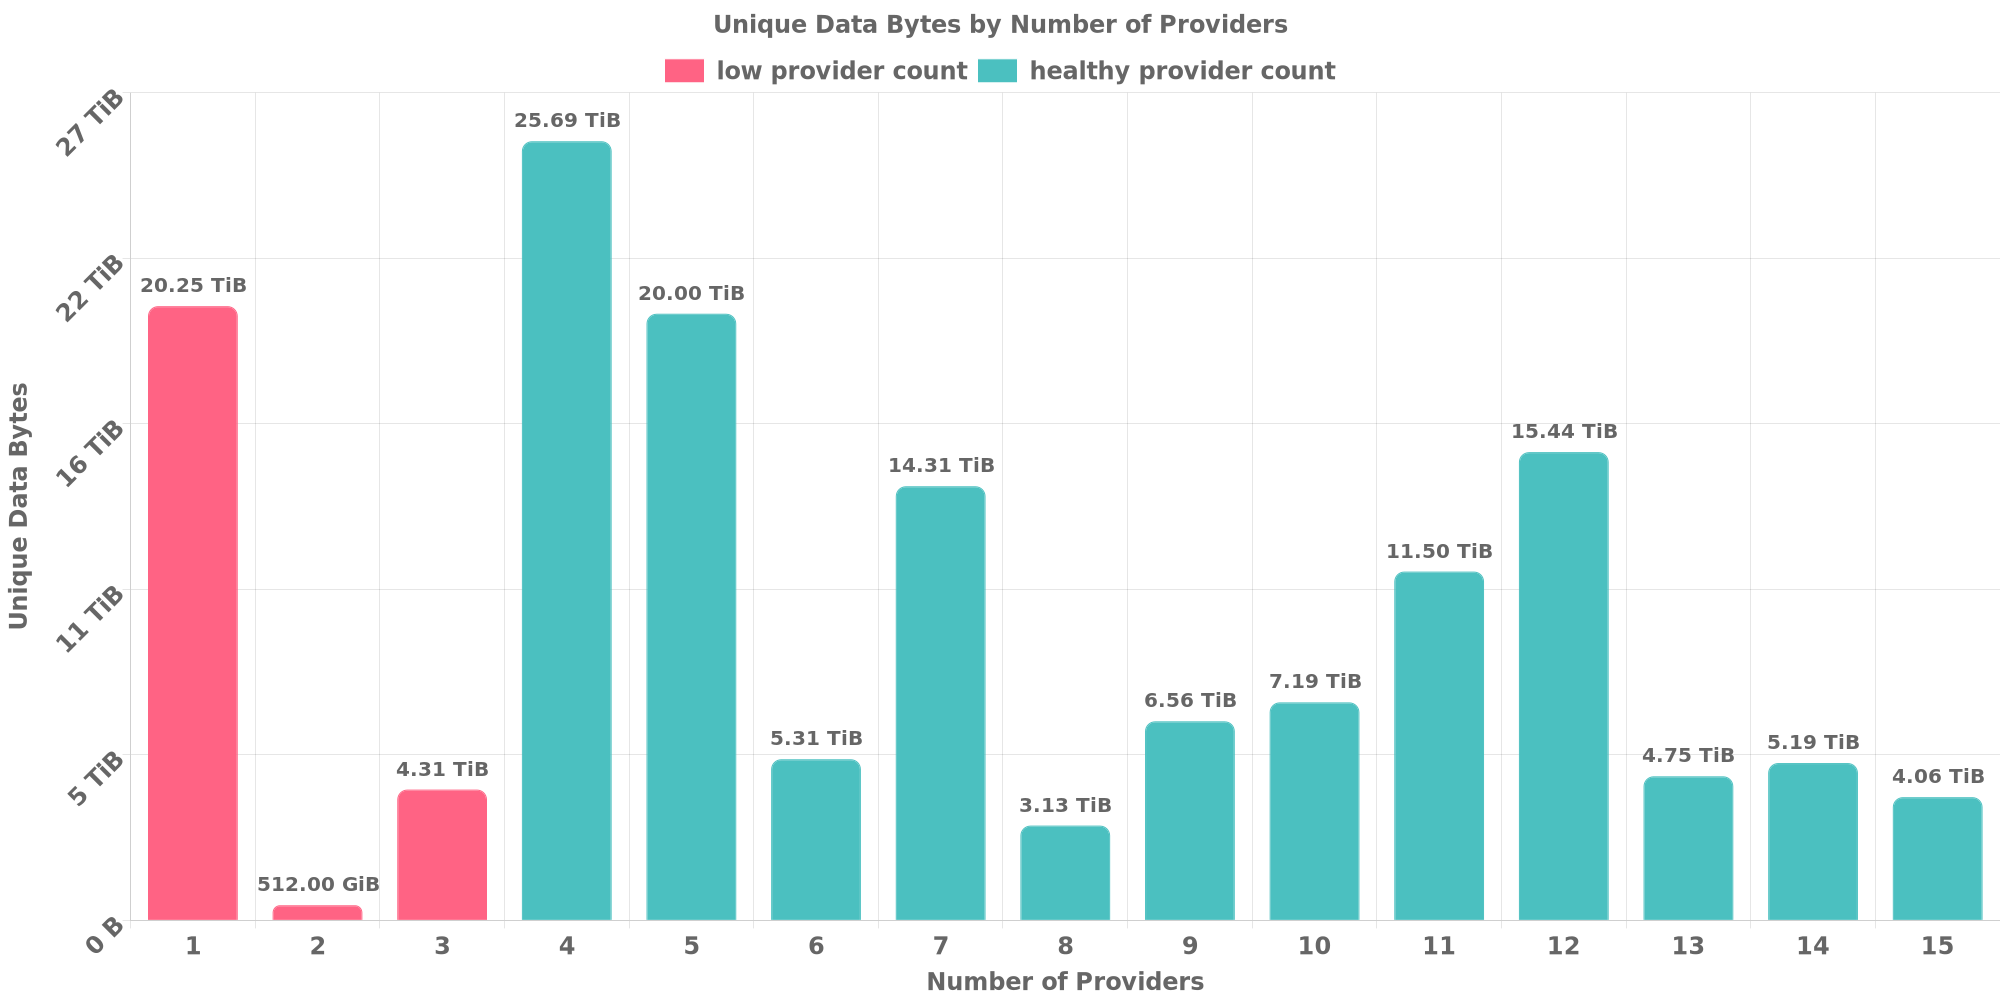 Unique Data Bytes by Number of Providers
low provider count healthy provider count
27 TiB
22 TiB
16 TiB
11 TiB
5 TiB
0 B
Unique Data Bytes
20.25 TiB
512.00 GiB
4.31 TiB
25.69 TiB
20.00 TiB
5.31 TiB
14.31 TiB
3.13 TiB
6.56 TiB
7.19 TiB
11.50 TiB
15.44 TiB
4.75 TiB
5.19 TiB
4.06 TiB
1 2 3 4 5 6 7 8 9 10 11 12 13 14 15
Number of Providers